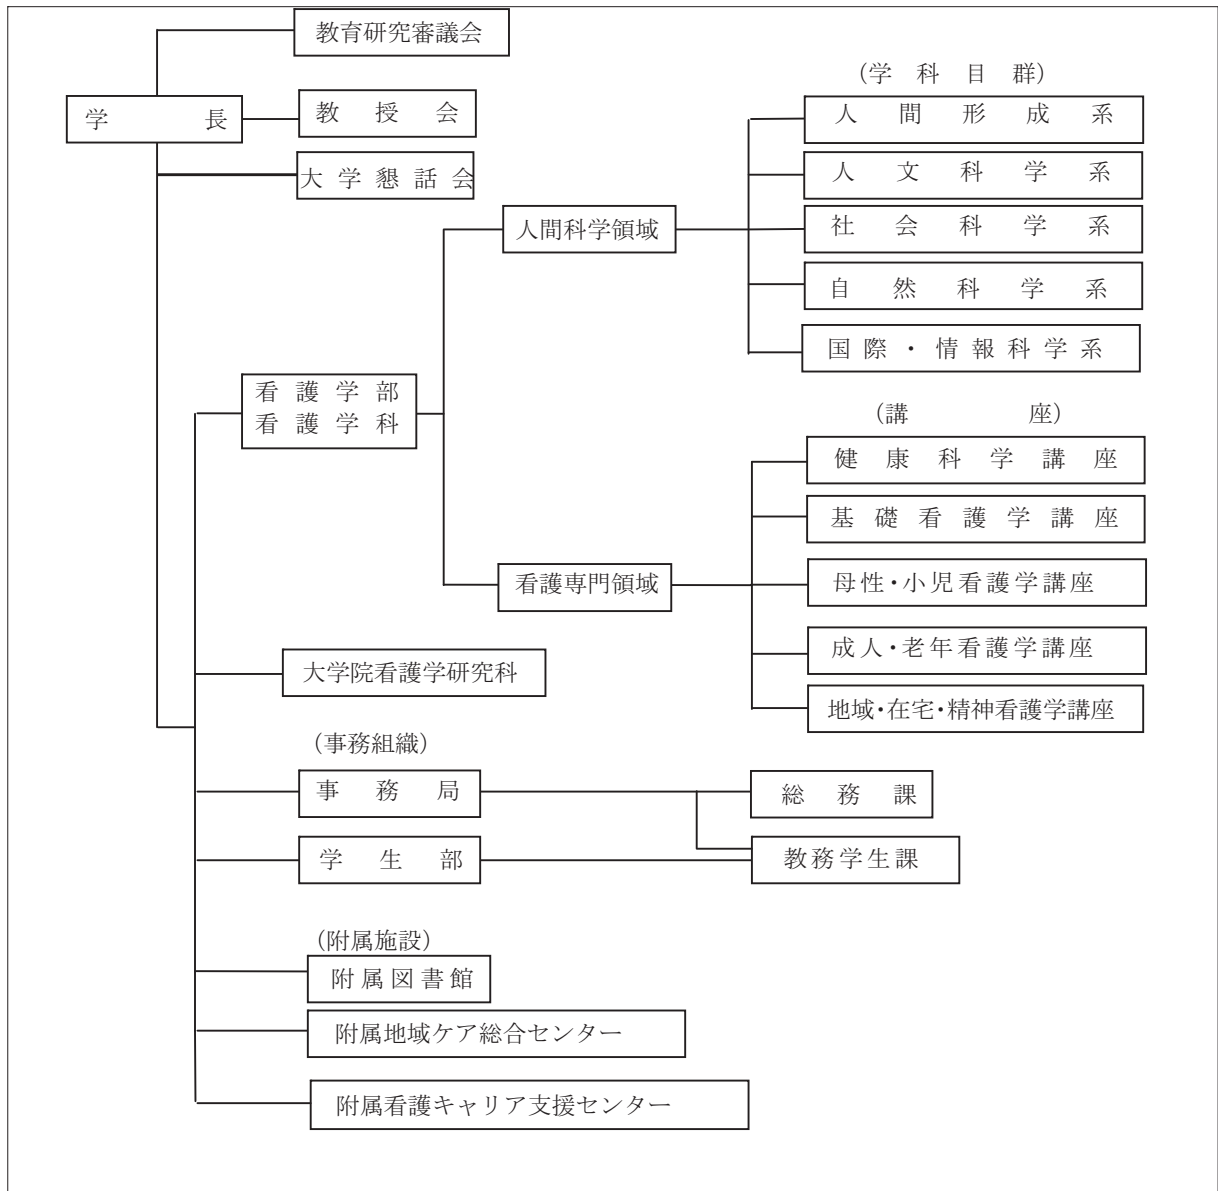 教育研究審議会
学長
教授会
大学懇話会
（学科目群）
人間形成系
人文科学系
人間科学領域
社会科学系
自然科学系
国際・情報科学系
看護学部
看護学科
（講座）
健康科学講座
基礎看護学講座
看護専門領域
母性・小児看護学講座
成人・老年看護学講座
地域・在宅・精神看護学講座
大学院看護学研究科
（事務組織）
事務局
総務課
学生部
教務学生課
（附属施設）
附属図書館
附属地域ケア総合センター
附属看護キャリア支援センター